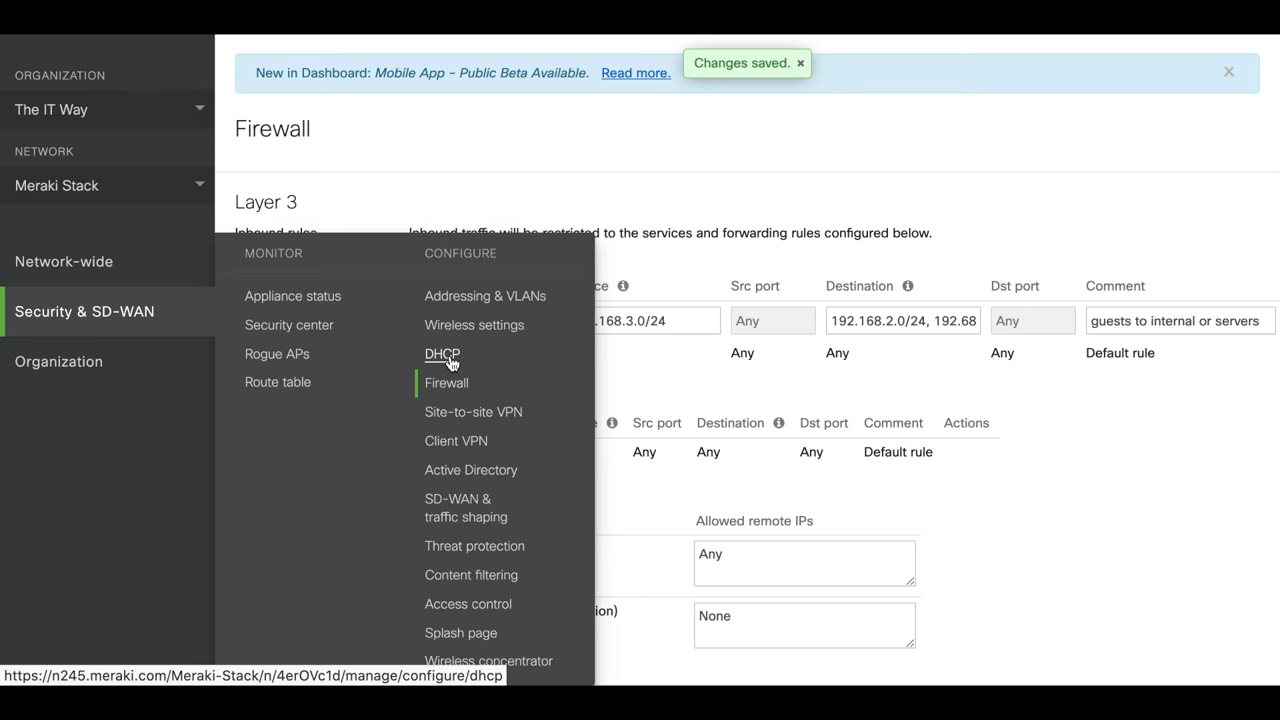 ORGANIZATION
The IT Way
NETWORK
Meraki Stack
Network-wide
Security & SD-WAN
Organization
New in Dashboard: Mobile App - Public Beta Available. Read more.
Changes saved. ×
×
Firewall
Layer 3
Inbound rules
Inbound traffic will be restricted to the services and forwarding rules configured below.
MONITOR
Appliance status
Security center
Rogue APs
Route table
CONFIGURE
Addressing & VLANs
Wireless settings
DHCP
Firewall
Site-to-site VPN
Client VPN
Active Directory
SD-WAN &
traffic shaping
Threat protection
Content filtering
Access control
Splash page
Wireless concentrator
ce i Src port Destination i Dst port Comment
.168.3.0/24 Any 192.168.2.0/24, 192.68 Any guests to internal or servers
Any Any Any Default rule
e i Src port Destination i Dst port Comment Actions
Any Any Any Default rule
Allowed remote IPs
Any
ion) None
https://n245.meraki.com/Meraki-Stack/n/4erOVc1d/manage/configure/dhcp